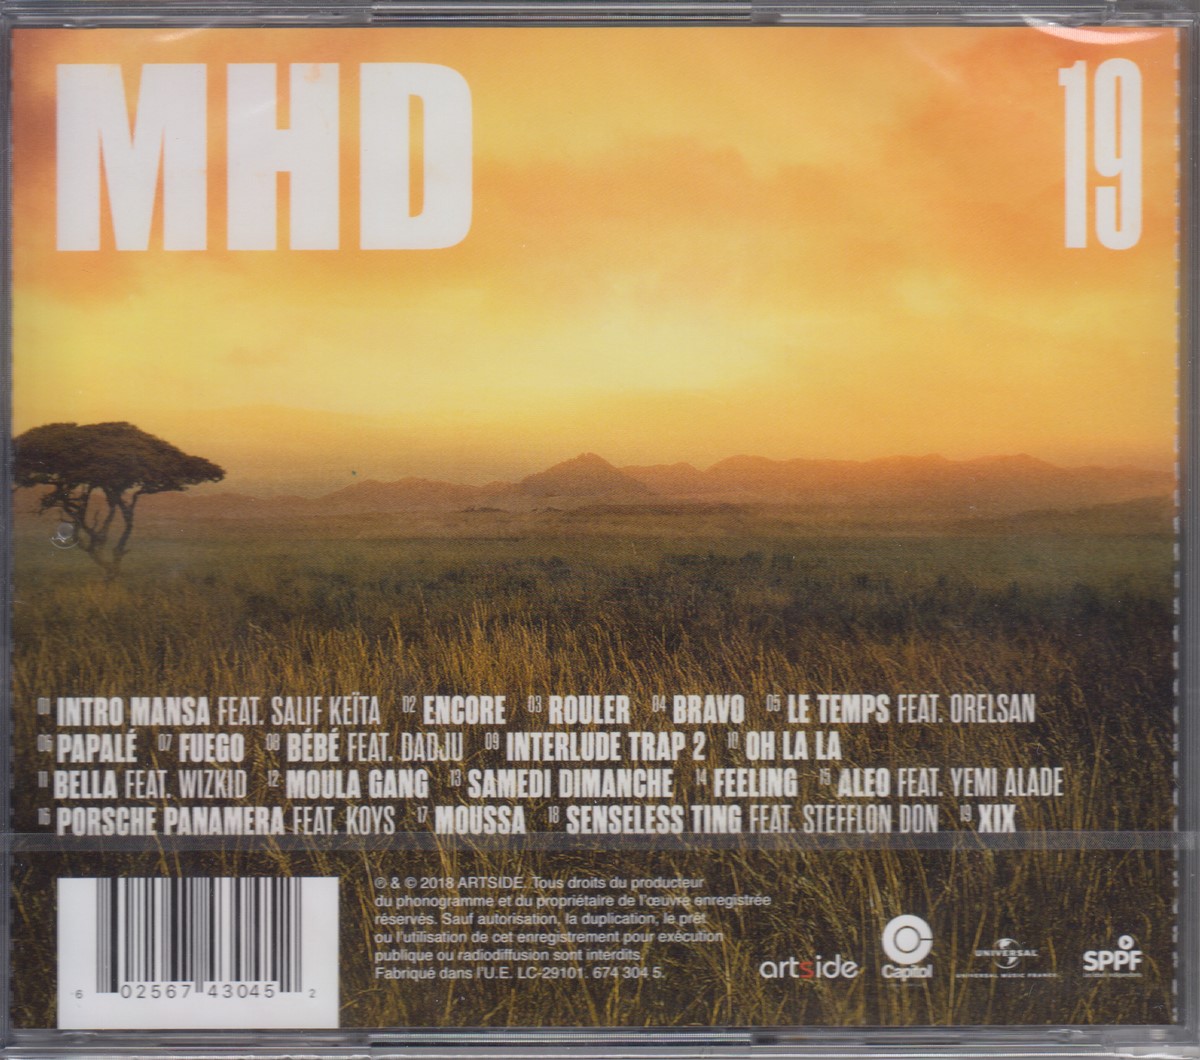 MHD
19
01 INTRO MANSA FEAT. SALIF KEÏTA 02 ENCORE 03 ROULER 04 BRAVO 05 LE TEMPS FEAT. ORELSAN
06 PAPALÉ 07 FUEGO 08 BÉBÉ FEAT. DADJU 09 INTERLUDE TRAP 2 10 OH LA LA
11 BELLA FEAT. WIZKID 12 MOULA GANG 13 SAMEDI DIMANCHE 14 FEELING 15 ALEO FEAT. YEMI ALADE
16 PORSCHE PANAMERA FEAT. KOYS 17 MOUSSA 18 SENSELESS TING FEAT. STEFFLON DON 19 XIX
℗ & © 2018 ARTSIDE. Tous droits du producteur
du phonogramme et du propriétaire de l'œuvre enregistrée
réservés. Sauf autorisation, la duplication, le prêt
ou l'utilisation de cet enregistrement pour exécution
publique ou radiodiffusion sont interdits.
Fabriqué dans l'U.E. LC-29101. 674 304 5.
6 02567 43045 2
artside
Capitol
UNIVERSAL
UNIVERSAL MUSIC FRANCE
SPPF